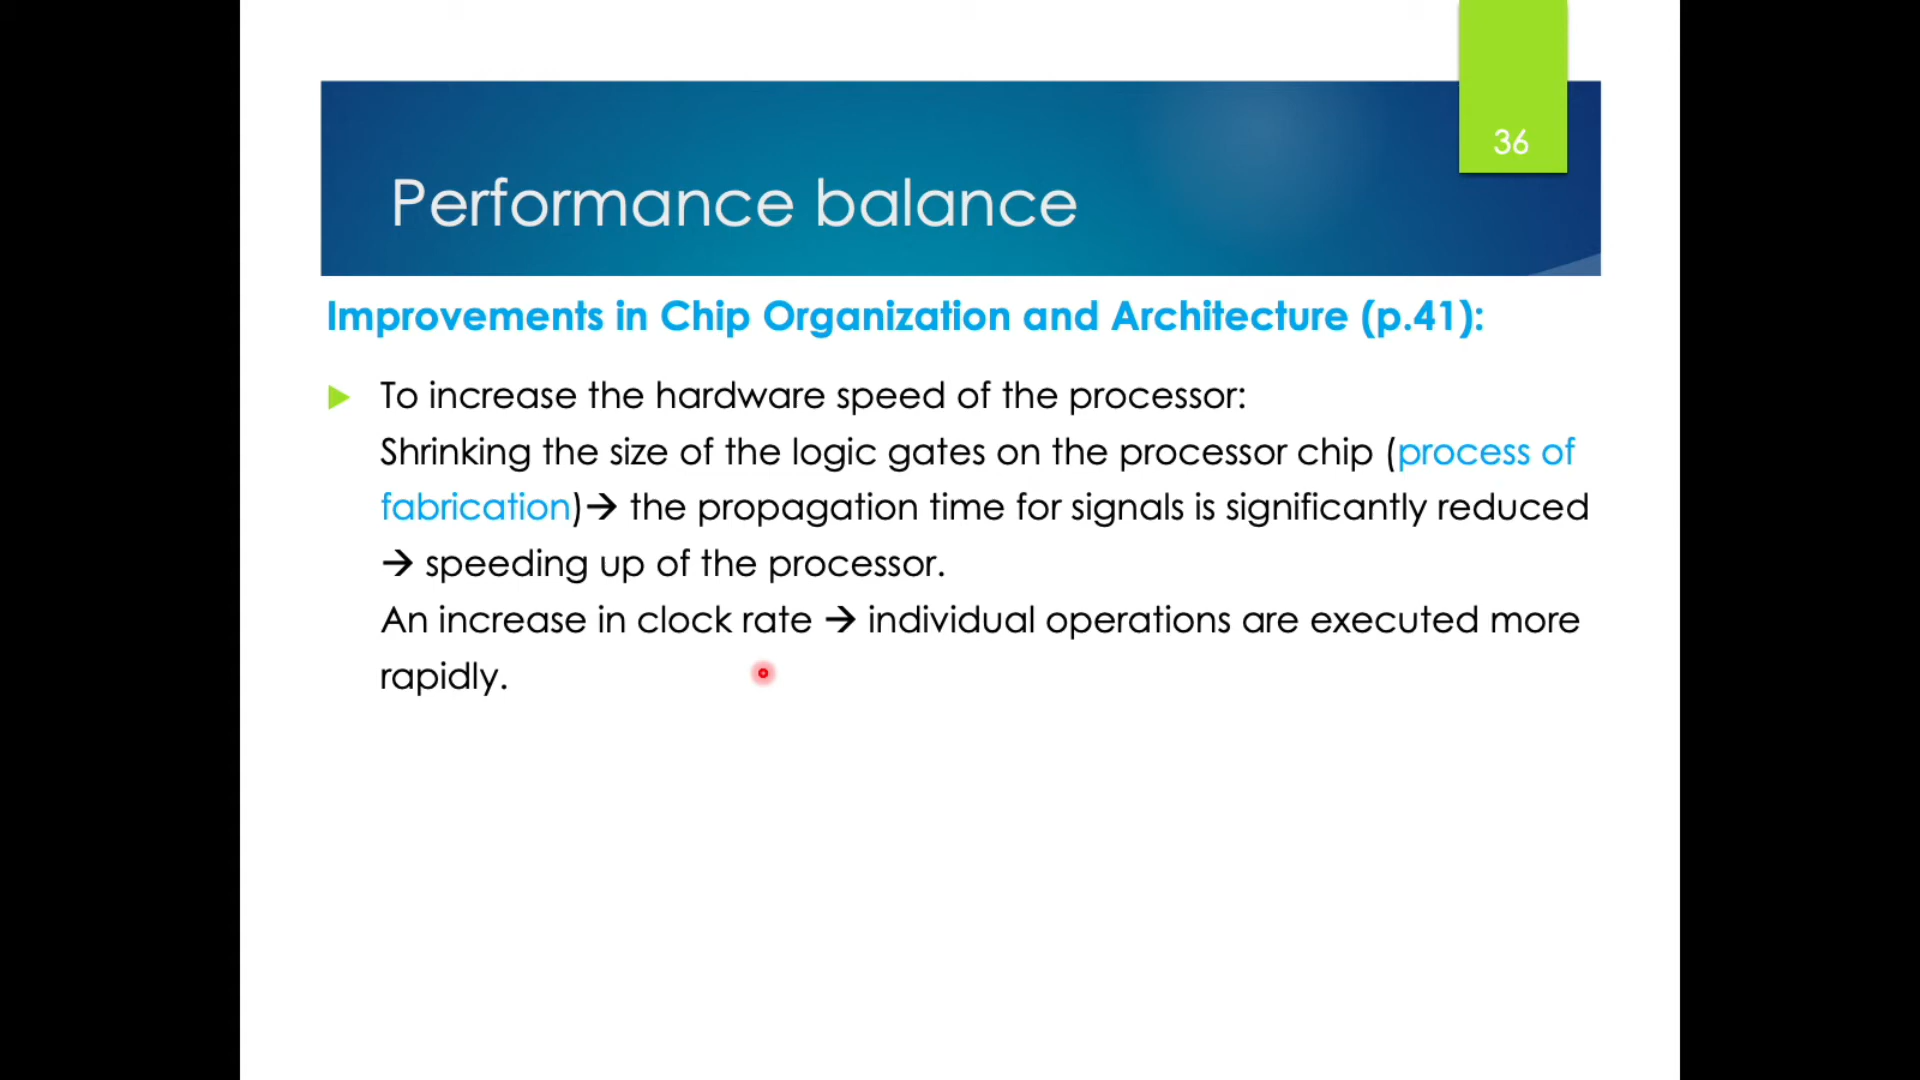 36
Performance balance
Improvements in Chip Organization and Architecture (p.41):
To increase the hardware speed of the processor:
Shrinking the size of the logic gates on the processor chip (process of
fabrication)→ the propagation time for signals is significantly reduced
→ speeding up of the processor.
An increase in clock rate → individual operations are executed more
rapidly.